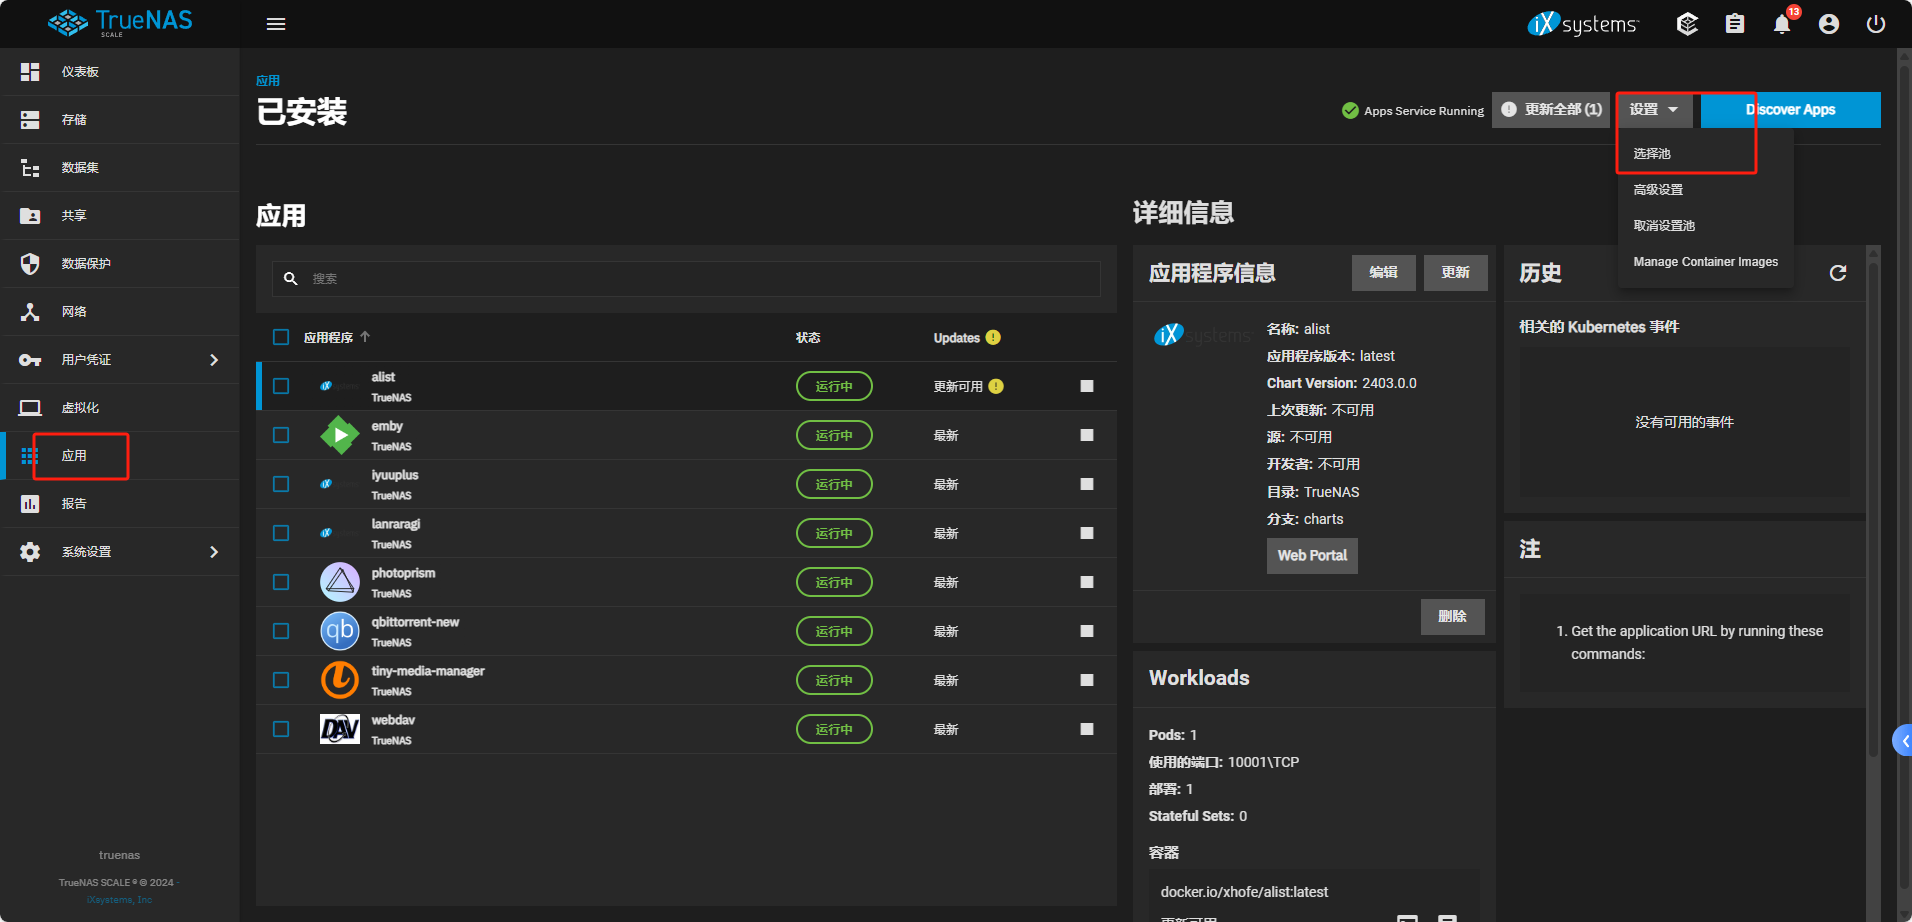 TrueNAS
SCALE
iXsystems
13
仪表板
存储
数据集
共享
数据保护
网络
用户凭证
虚拟化
应用
报告
系统设置
truenas
TrueNAS SCALE ® © 2024 -
iXsystems, Inc
应用
已安装
Apps Service Running
更新全部 (1)
设置
Discover Apps
选择池
高级设置
取消设置池
Manage Container Images
应用
搜索
应用程序
状态
Updates
alist
TrueNAS
运行中
更新可用
emby
TrueNAS
运行中
最新
iyuuplus
TrueNAS
运行中
最新
lanraragi
TrueNAS
运行中
最新
photoprism
TrueNAS
运行中
最新
qb
qbittorrent-new
TrueNAS
运行中
最新
tiny-media-manager
TrueNAS
运行中
最新
DAV
webdav
TrueNAS
运行中
最新
详细信息
应用程序信息
编辑
更新
iXsystems
名称: alist
应用程序版本: latest
Chart Version: 2403.0.0
上次更新: 不可用
源: 不可用
开发者: 不可用
目录: TrueNAS
分支: charts
Web Portal
删除
Workloads
Pods: 1
使用的端口: 10001\TCP
部署: 1
Stateful Sets: 0
容器
docker.io/xhofe/alist:latest
更新可用
历史
相关的 Kubernetes 事件
没有可用的事件
注
1. Get the application URL by running these
commands: